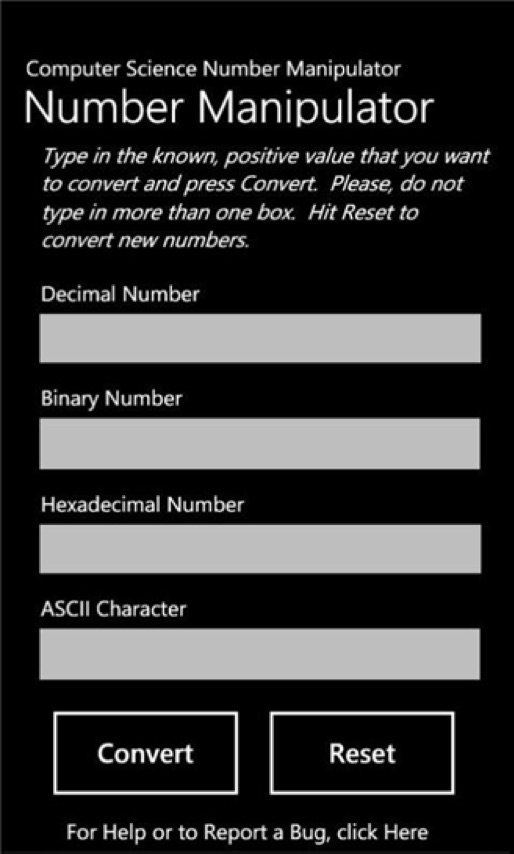 Computer Science Number Manipulator
Number Manipulator
Type in the known, positive value that you want
to convert and press Convert.  Please, do not
type in more than one box.  Hit Reset to
convert new numbers.
Decimal Number
Binary Number
Hexadecimal Number
ASCII Character
Convert Reset
For Help or to Report a Bug, click Here